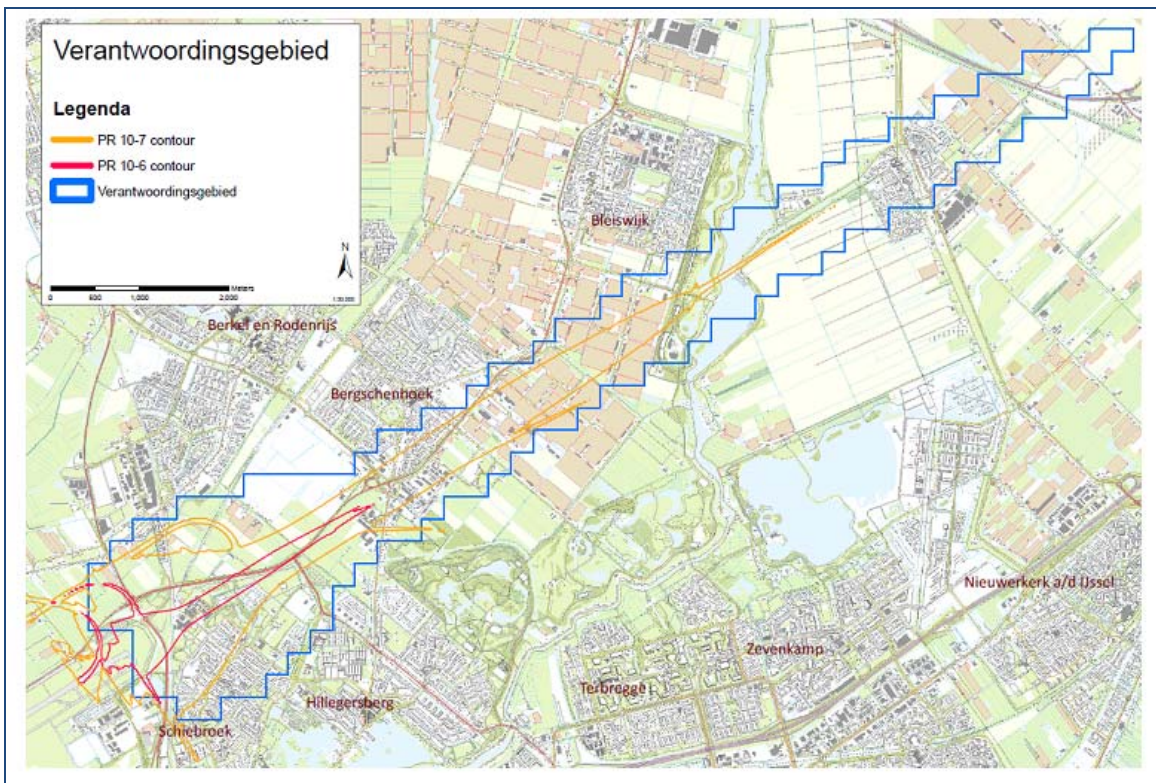 Verantwoordingsgebied
Legenda
PR 10-7 contour
PR 10-6 contour
Verantwoordingsgebied
N
0 500 1,000 2,000 Meters
Bleiswijk
Berkel en Rodenrijs
Bergschenhoek
Nieuwerkerk a/d IJssel
Zevenkamp
Terbregge
Hillegersberg
Schiebroek